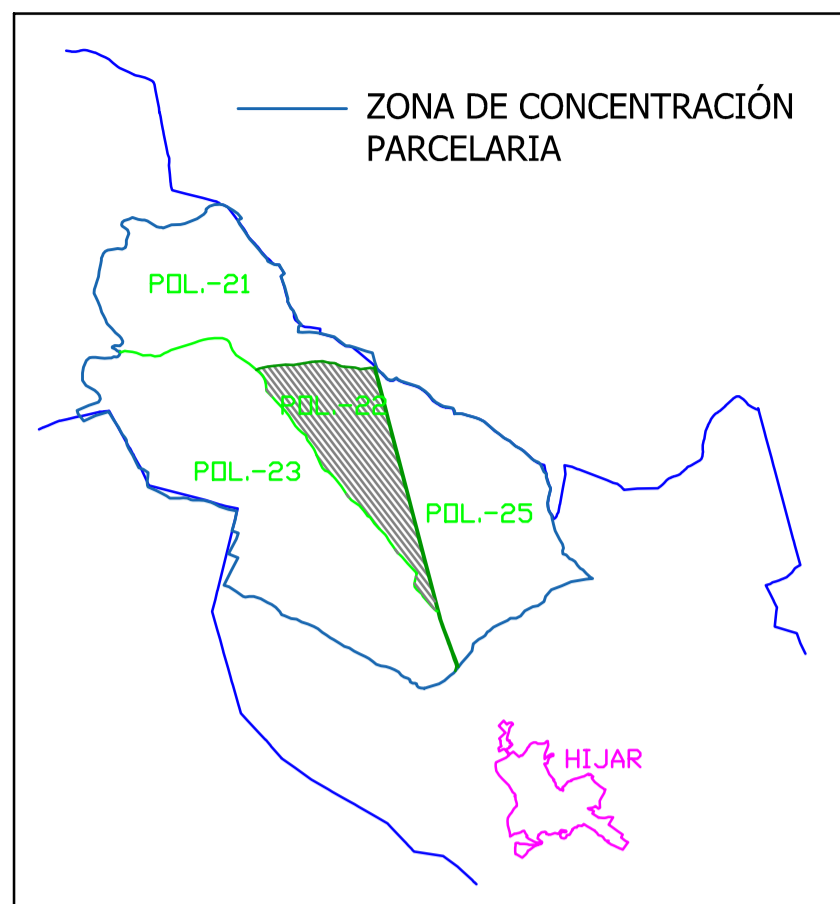 ZONA DE CONCENTRACIÓN
PARCELARIA
POL.-21
POL.-22
POL.-23
POL.-25
HIJAR